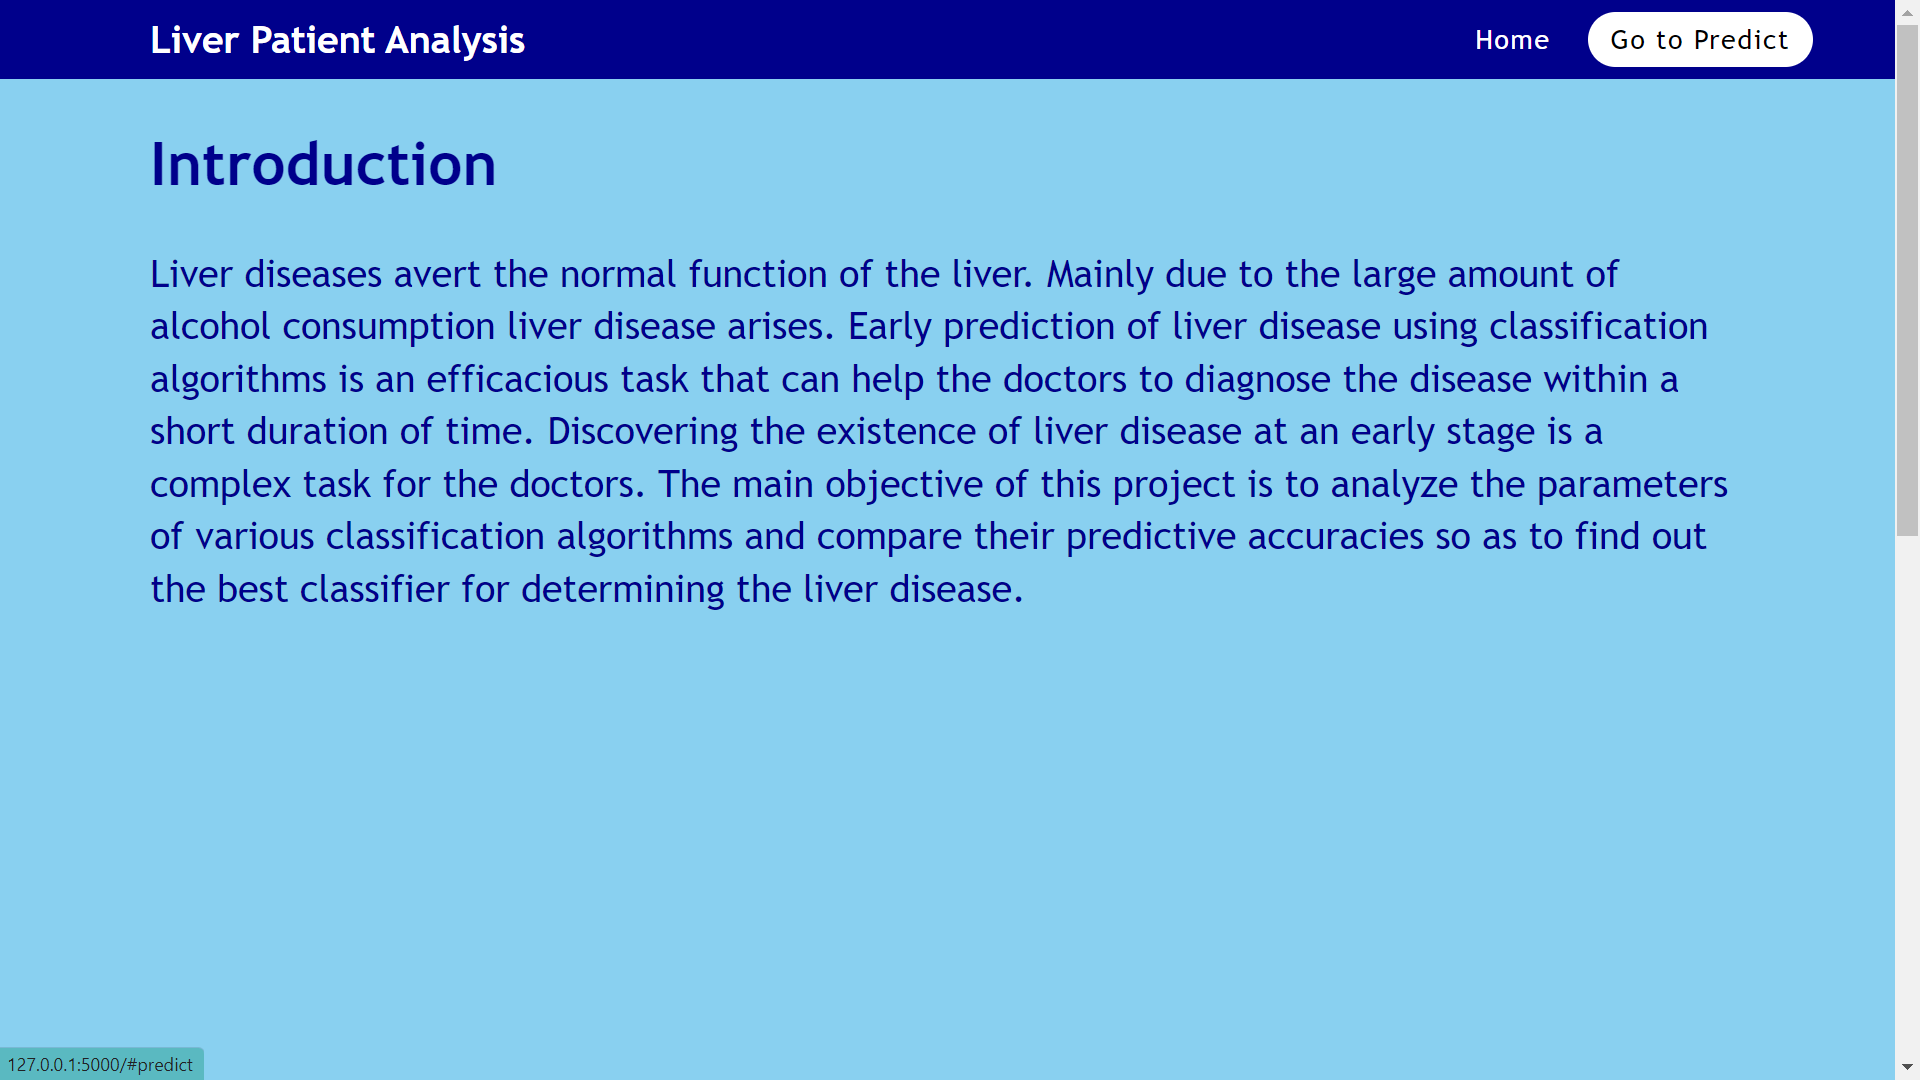 Liver Patient Analysis
Home
Go to Predict
Introduction
Liver diseases avert the normal function of the liver. Mainly due to the large amount of
alcohol consumption liver disease arises. Early prediction of liver disease using classification
algorithms is an efficacious task that can help the doctors to diagnose the disease within a
short duration of time. Discovering the existence of liver disease at an early stage is a
complex task for the doctors. The main objective of this project is to analyze the parameters
of various classification algorithms and compare their predictive accuracies so as to find out
the best classifier for determining the liver disease.
127.0.0.1:5000/#predict